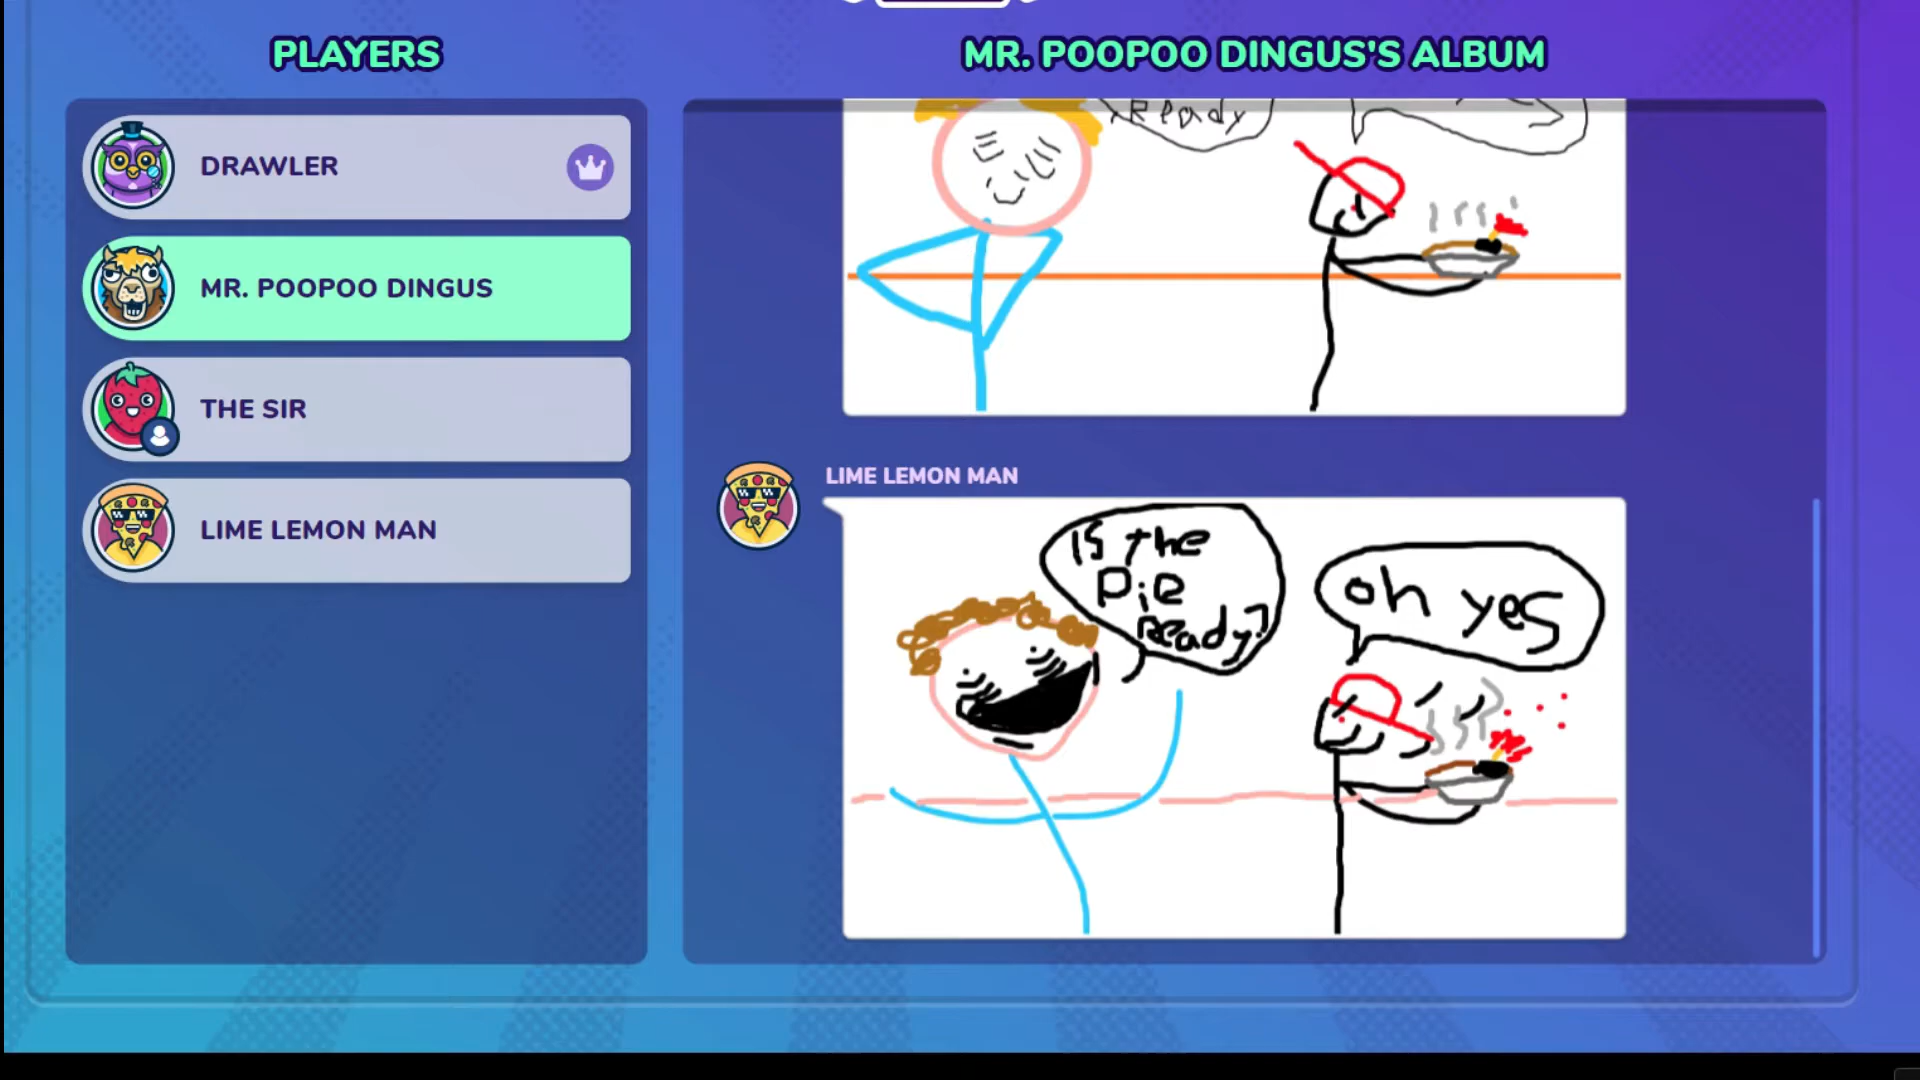 PLAYERS
MR. POOPOO DINGUS'S ALBUM
DRAWLER
MR. POOPOO DINGUS
THE SIR
LIME LEMON MAN
Ready
LIME LEMON MAN
Is the
Pie
Ready?
oh yes